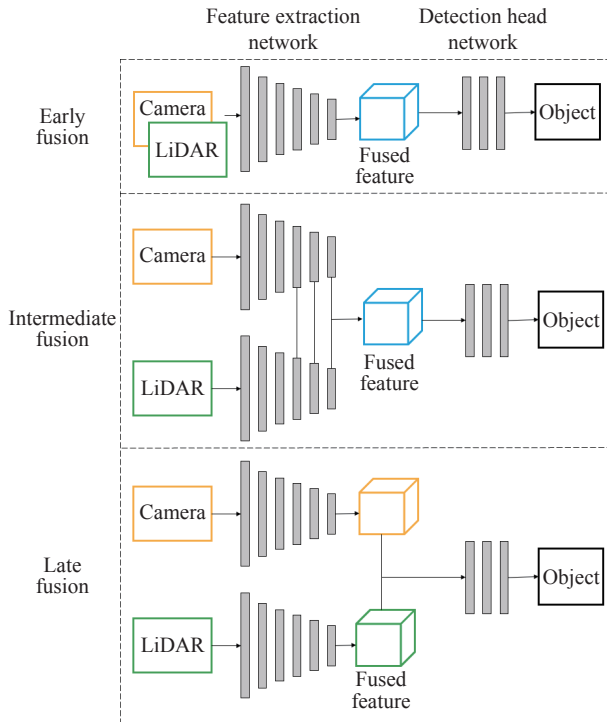 Feature extraction
network
Detection head
network
Early
fusion
Camera
LiDAR
Fused
feature
Object
Intermediate
fusion
Camera
LiDAR
Fused
feature
Object
Late
fusion
Camera
LiDAR
Fused
feature
Object